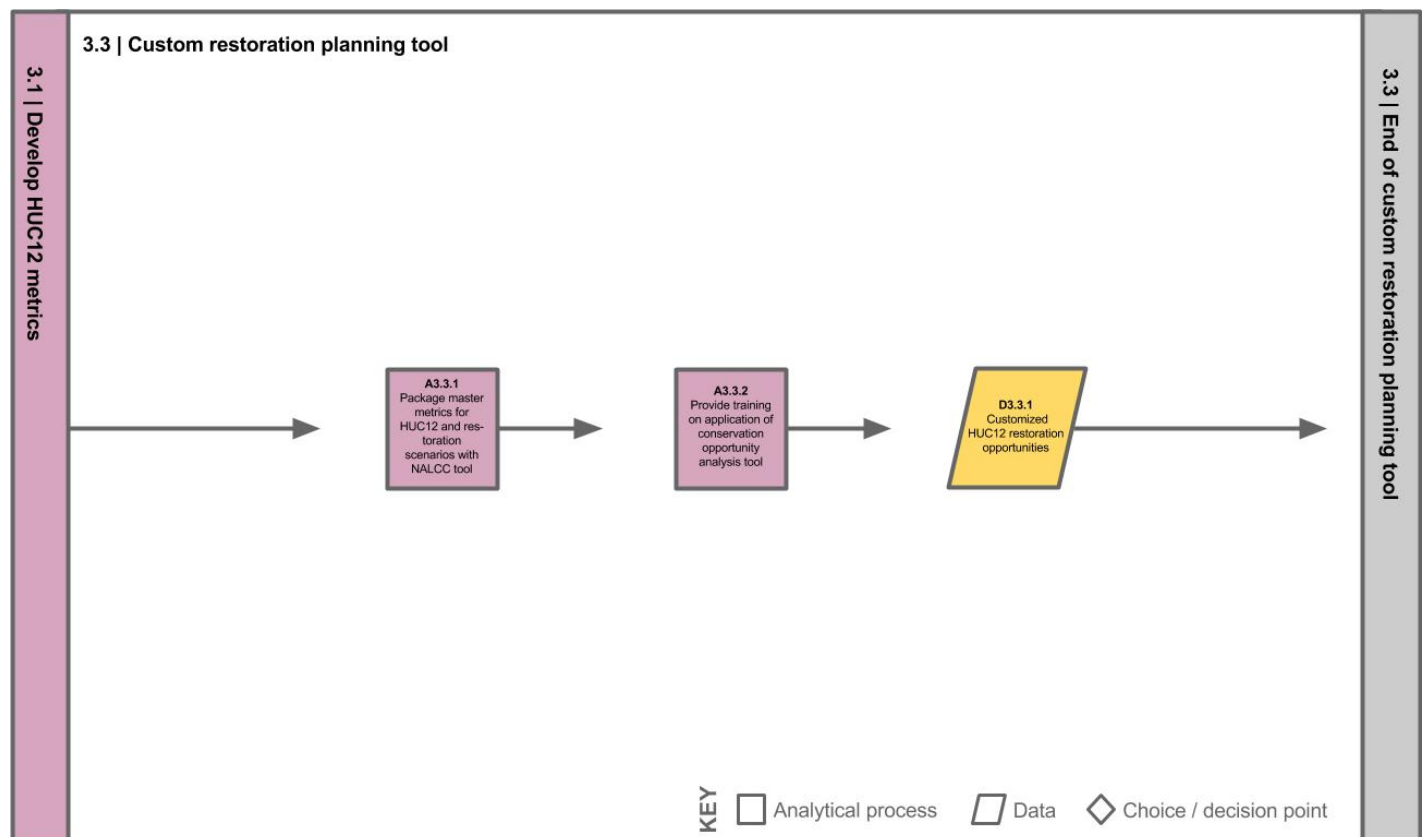 3.1 | Develop HUC12 metrics
3.3 | Custom restoration planning tool
A3.3.1
Package master
metrics for
HUC12 and res-
toration
scenarios with
NALCC tool
A3.3.2
Provide training
on application of
conservation
opportunity
analysis tool
D3.3.1
Customized
HUC12 restoration
opportunities
3.3 | End of custom restoration planning tool
KEY
Analytical process
Data
Choice / decision point